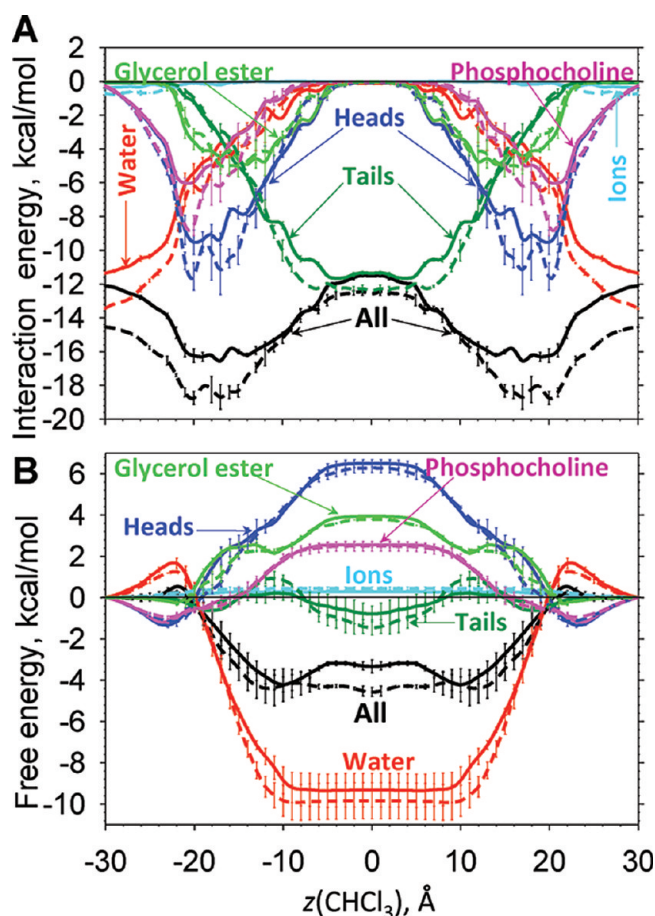 A
Interaction energy, kcal/mol
2
0
-2
-4
-6
-8
-10
-12
-14
-16
-18
-20
Glycerol ester
Phosphocholine
Heads
Water
Tails
Ions
All
B
Free energy, kcal/mol
6
4
2
0
-2
-4
-6
-8
-10
Glycerol ester
Phosphocholine
Heads
Ions
Tails
All
Water
-30 -20 -10 0 10 20 30
z(CHCl₃), Å